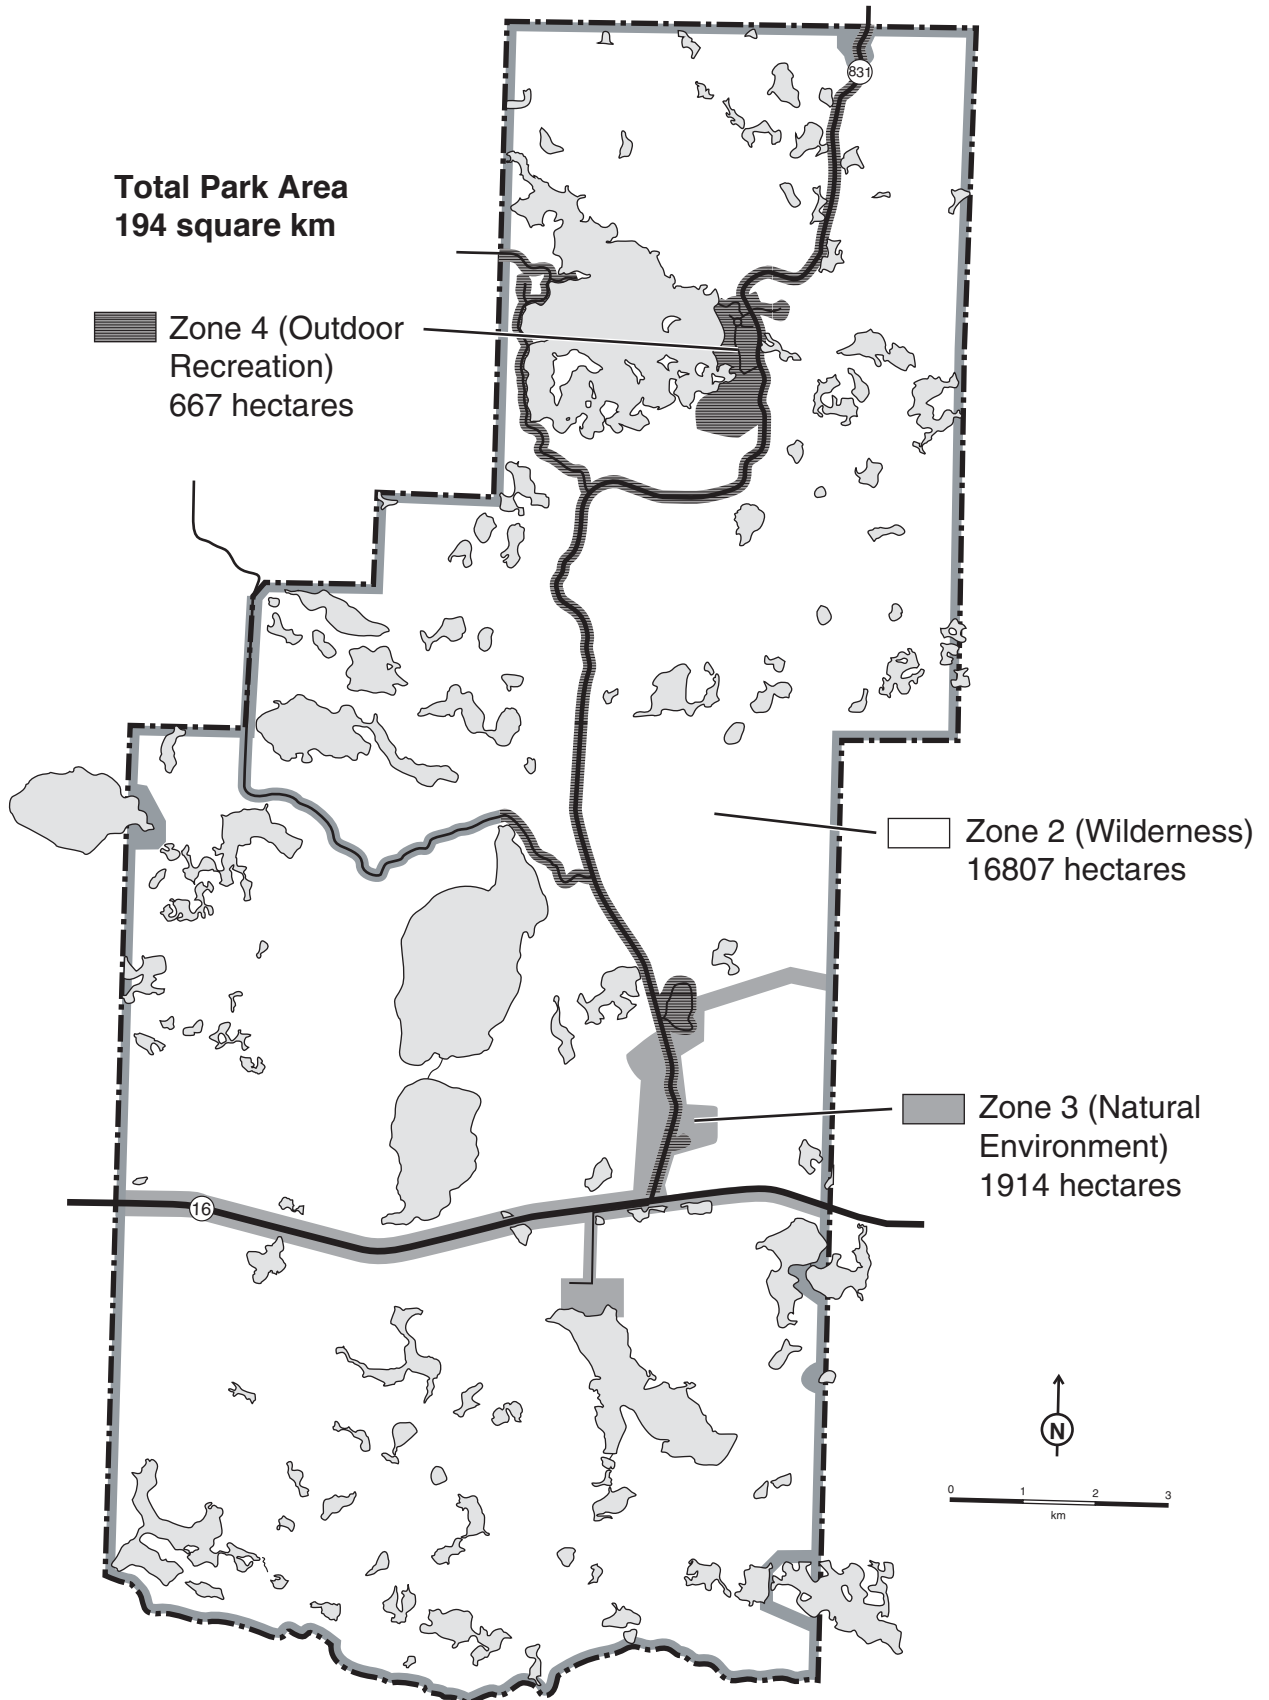 831
Total Park Area
194 square km
Zone 4 (Outdoor
Recreation)
667 hectares
Zone 2 (Wilderness)
16807 hectares
Zone 3 (Natural
Environment)
1914 hectares
16
N
0 1 2 3
km